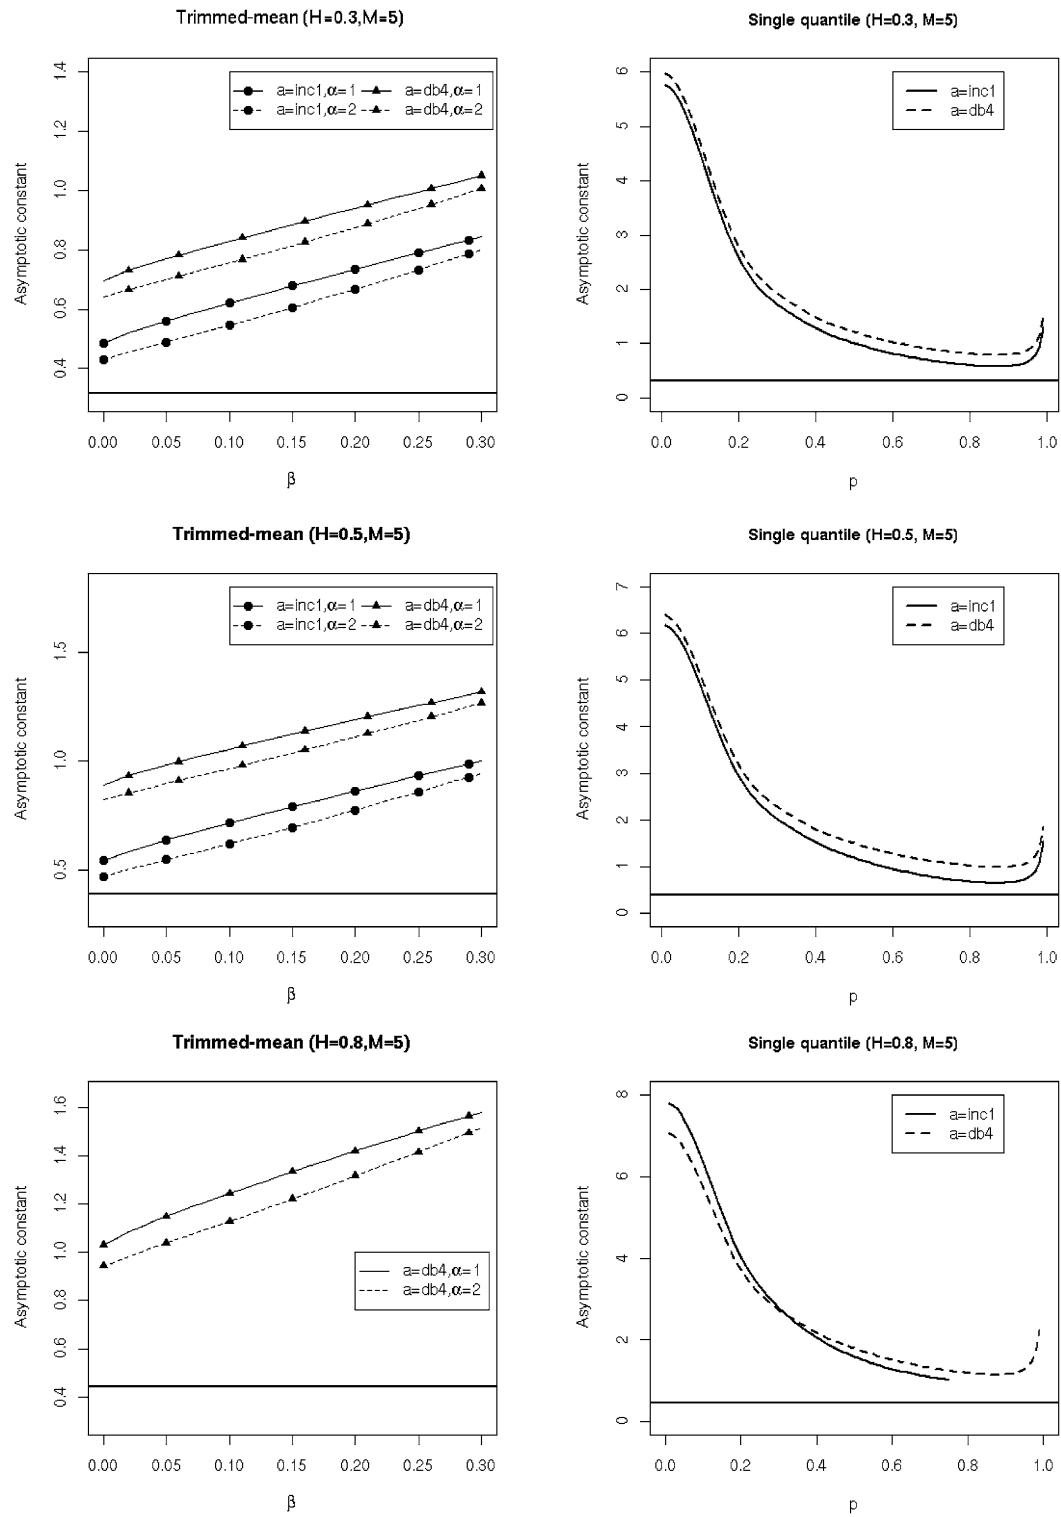 Trimmed-mean (H=0.3,M=5)
Asymptotic constant
1.4
1.2
1.0
0.8
0.6
0.4
a=inc1,α=1 a=db4,α=1
a=inc1,α=2 a=db4,α=2
0.00 0.05 0.10 0.15 0.20 0.25 0.30
β
Single quantile (H=0.3, M=5)
Asymptotic constant
6
5
4
3
2
1
0
a=inc1
a=db4
0.0 0.2 0.4 0.6 0.8 1.0
p
Trimmed-mean (H=0.5,M=5)
Asymptotic constant
1.5
1.0
0.5
a=inc1,α=1 a=db4,α=1
a=inc1,α=2 a=db4,α=2
0.00 0.05 0.10 0.15 0.20 0.25 0.30
β
Single quantile (H=0.5, M=5)
Asymptotic constant
7
6
5
4
3
2
1
0
a=inc1
a=db4
0.0 0.2 0.4 0.6 0.8 1.0
p
Trimmed-mean (H=0.8,M=5)
Asymptotic constant
1.6
1.4
1.2
1.0
0.8
0.6
0.4
a=db4,α=1
a=db4,α=2
0.00 0.05 0.10 0.15 0.20 0.25 0.30
β
Single quantile (H=0.8, M=5)
Asymptotic constant
8
6
4
2
0
a=inc1
a=db4
0.0 0.2 0.4 0.6 0.8 1.0
p